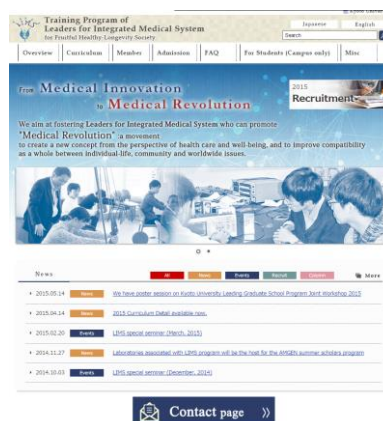 Training Program of
Leaders for Integrated Medical System
for Fruitful Healthy-Longevity Society
Japanese
English
Search
Overview
Curriculum
Member
Admission
FAQ
For Students (Campus only)
Misc
From Medical Innovation
to Medical Revolution
2015
Recruitment
We aim at fostering Leaders for Integrated Medical System who can promote
"Medical Revolution" :a movement
to create a new concept from the perspective of health care and well-being, and to improve compatibility
as a whole between individual-life, community and worldwide issues.
News
All
News
Events
Recruit
More
2015.05.14 News We have poster session on Kyoto University Leading Graduate School Program Joint Workshop 2015
2015.04.14 News 2015 Curriculum Detail available now.
2015.02.20 Events LIMS special seminar (March, 2015)
2014.11.27 News Laboratories associated with LIMS program will be the host for the AMGEN summer scholars program
2014.10.03 Events LIMS special seminar (December, 2014)
Contact page